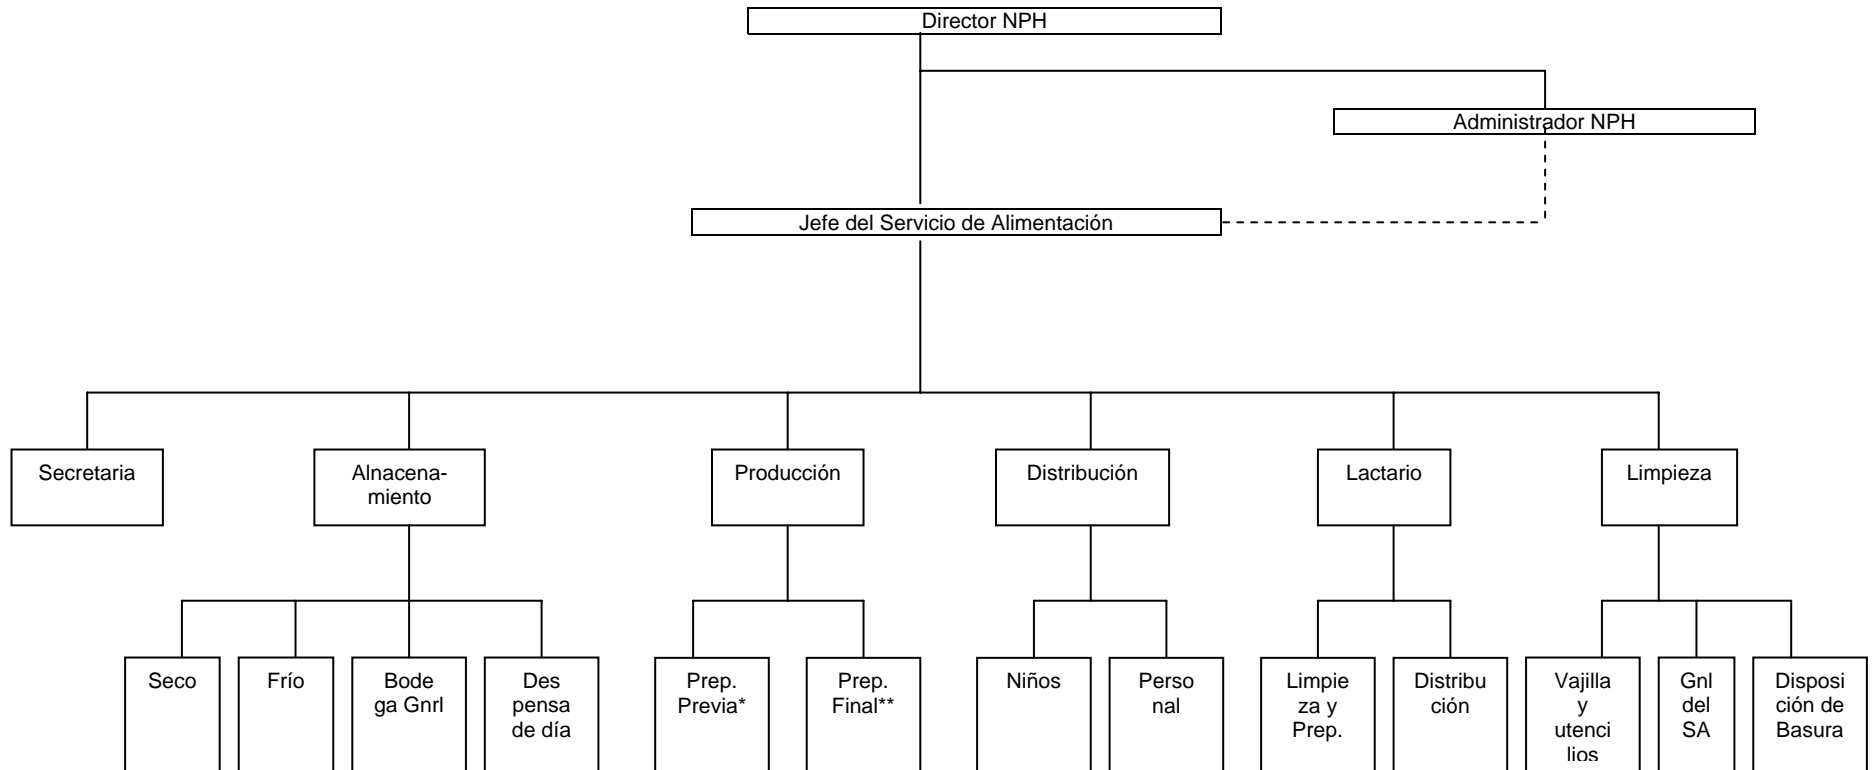 Director NPH
Administrador NPH
Jefe del Servicio de Alimentación
Secretaria
Alnacena-
miento
Producción
Distribución
Lactario
Limpieza
Seco
Frío
Bode
ga Gnrl
Des
pensa
de día
Prep.
Previa*
Prep.
Final**
Niños
Perso
nal
Limpie
za y
Prep.
Distribu
ción
Vajilla
y
utenci
lios
Gnl
del
SA
Disposi
ción de
Basura